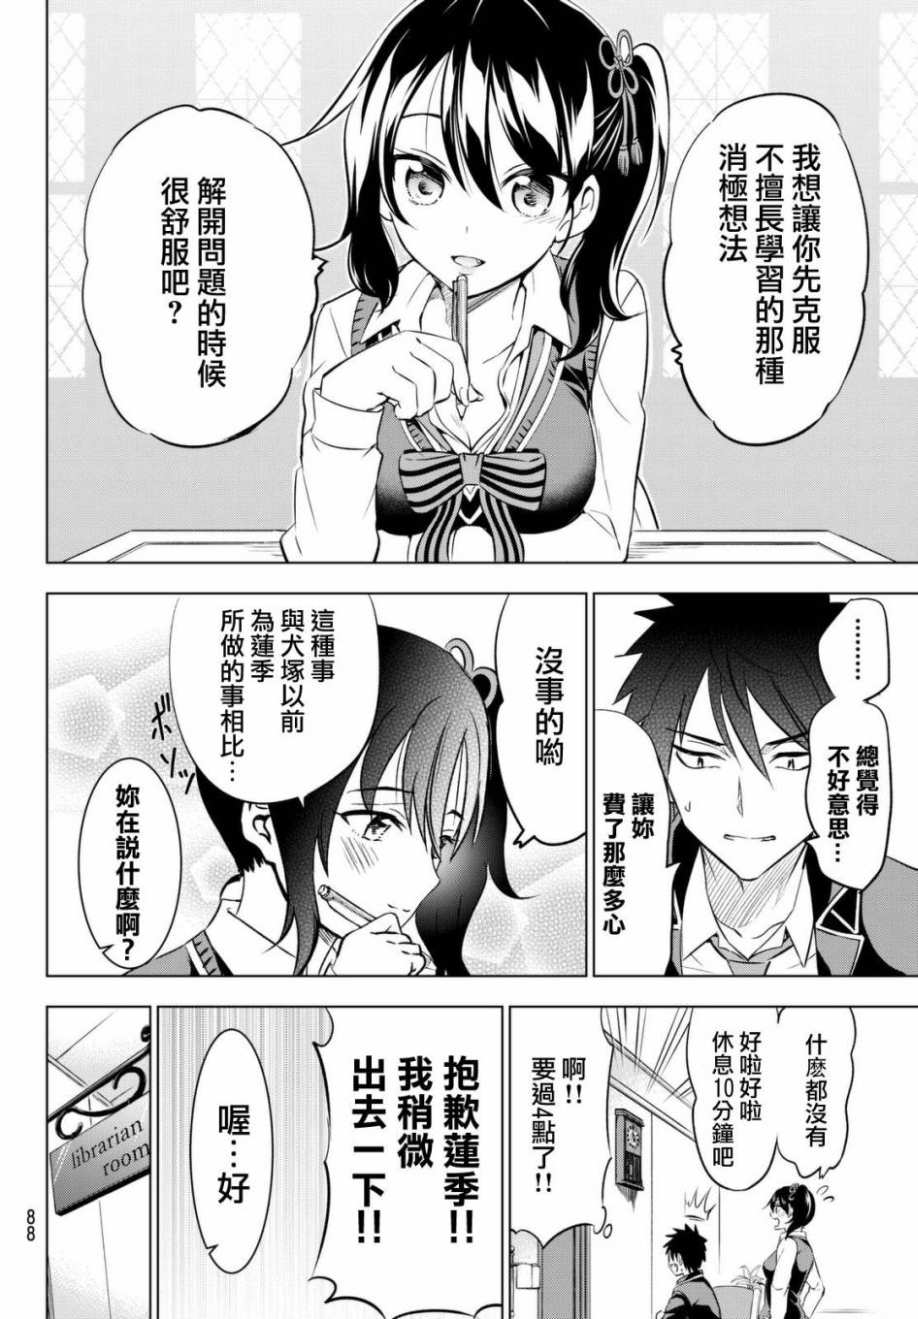 我想讓你先克服
不擅長學習的那種
消極想法
解開問題的時候
很舒服吧?
………
總覺得
不好意思…
讓妳
費了那麼多心
沒事的喲
這種事
與犬塚以前
為蓮季
所做的事相比…
ボソッ
妳在說什麼啊?
什麽都沒有
好啦好啦
休息10分鐘吧
啊!!
要過4點了!!
抱歉蓮季!!
我稍微
出去一下!!
喔…好
librarian
room
88